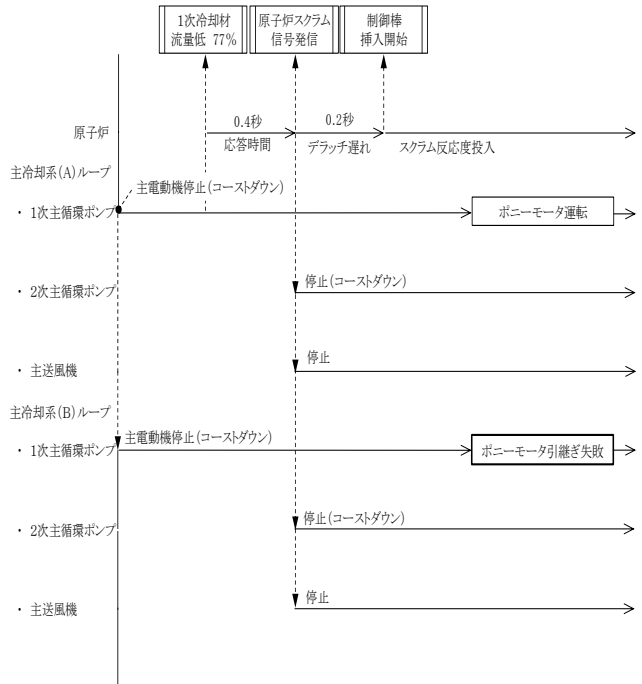 1次冷却材
流量低 77%
原子炉スクラム
信号発信
制御棒
挿入開始
原子炉
0.4秒
応答時間
0.2秒
デラッチ遅れ
スクラム反応度投入
主冷却系(A)ループ
主電動機停止(コーストダウン)
・ 1次主循環ポンプ
ポニーモータ運転
・ 2次主循環ポンプ
停止(コーストダウン)
・ 主送風機
停止
主冷却系(B)ループ
主電動機停止(コーストダウン)
・ 1次主循環ポンプ
ポニーモータ引継ぎ失敗
・ 2次主循環ポンプ
停止(コーストダウン)
・ 主送風機
停止